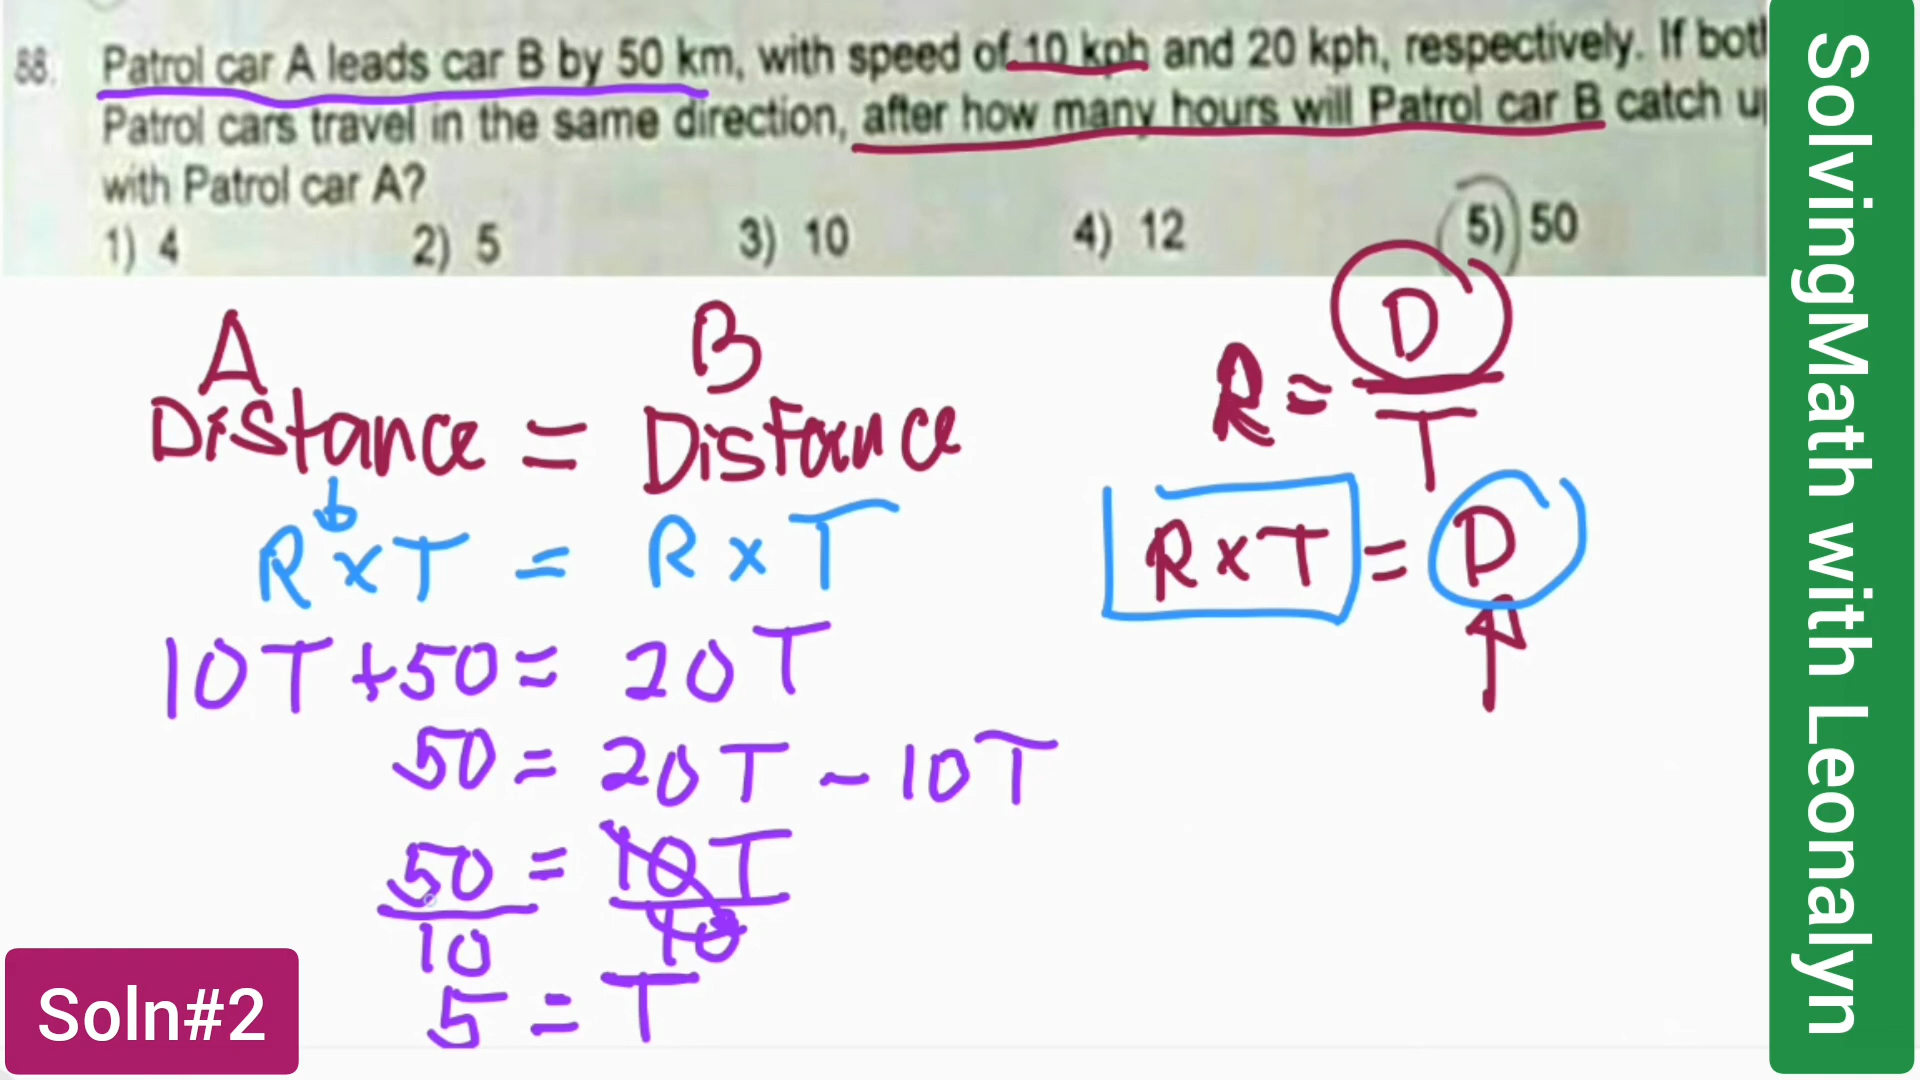 88. Patrol car A leads car B by 50 km, with speed of 10 kph and 20 kph, respectively. If both
Patrol cars travel in the same direction, after how many hours will Patrol car B catch up
with Patrol car A?
1) 4 2) 5 3) 10 4) 12 5) 50
A B
Distance = Distance
R x T = R x T
10T + 50 = 20T
50 = 20T - 10T
50 = 10T
10 10
5 = T
R = D
T
R x T = D
Soln#2
SolvingMath with Leonalyn